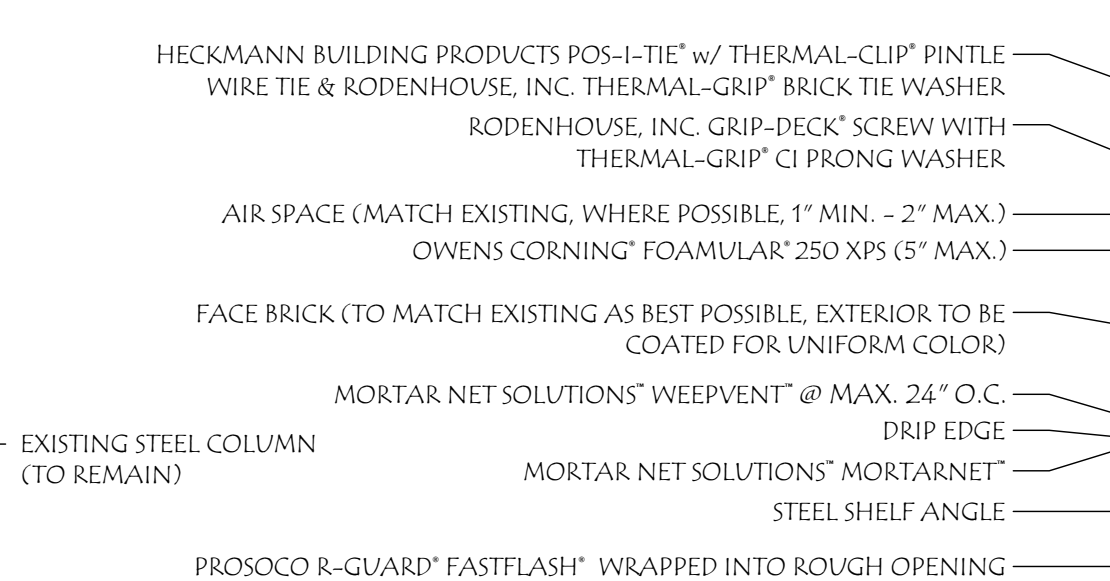 HECKMANN BUILDING PRODUCTS POS-I-TIE® w/ THERMAL-CLIP® PINTLE
WIRE TIE & RODENHOUSE, INC. THERMAL-GRIP® BRICK TIE WASHER
RODENHOUSE, INC. GRIP-DECK® SCREW WITH
THERMAL-GRIP® CI PRONG WASHER
AIR SPACE (MATCH EXISTING, WHERE POSSIBLE, 1" MIN. - 2" MAX.)
OWENS CORNING® FOAMULAR® 250 XPS (5" MAX.)
FACE BRICK (TO MATCH EXISTING AS BEST POSSIBLE, EXTERIOR TO BE
COATED FOR UNIFORM COLOR)
MORTAR NET SOLUTIONS™ WEEPVENT™ @ MAX. 24" O.C.
DRIP EDGE
EXISTING STEEL COLUMN
(TO REMAIN)
MORTAR NET SOLUTIONS™ MORTARNET™
STEEL SHELF ANGLE
PROSOCO R-GUARD® FASTFLASH® WRAPPED INTO ROUGH OPENING